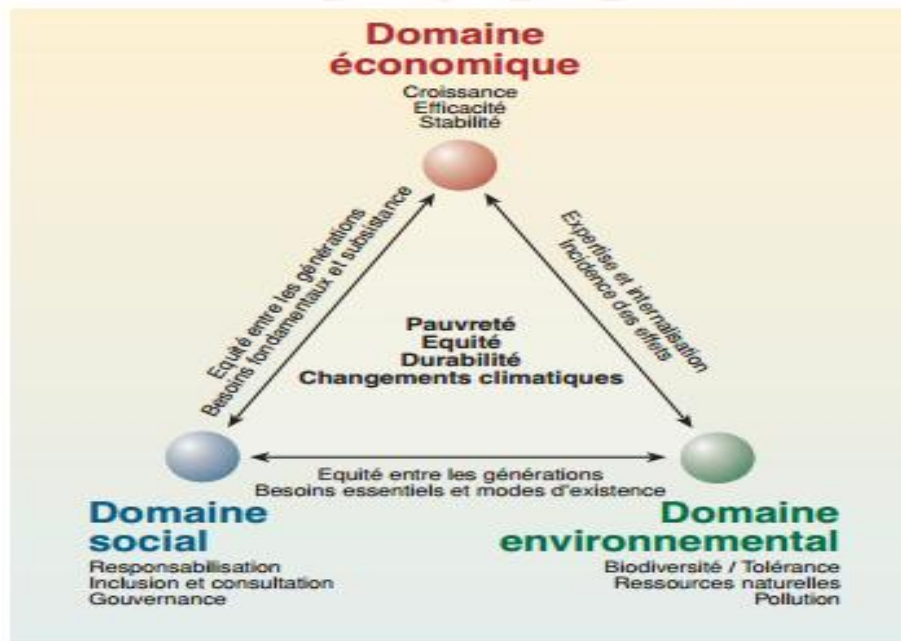 Domaine
économique
Croissance
Efficacité
Stabilité
Equité entre les générations
Besoins fondamentaux et subsistance
Expertise et internalisation
Incidence des effets
Pauvreté
Equité
Durabilité
Changements climatiques
Equité entre les générations
Besoins essentiels et modes d'existence
Domaine
social
Responsabilisation
Inclusion et consultation
Gouvernance
Domaine
environnemental
Biodiversité / Tolérance
Ressources naturelles
Pollution